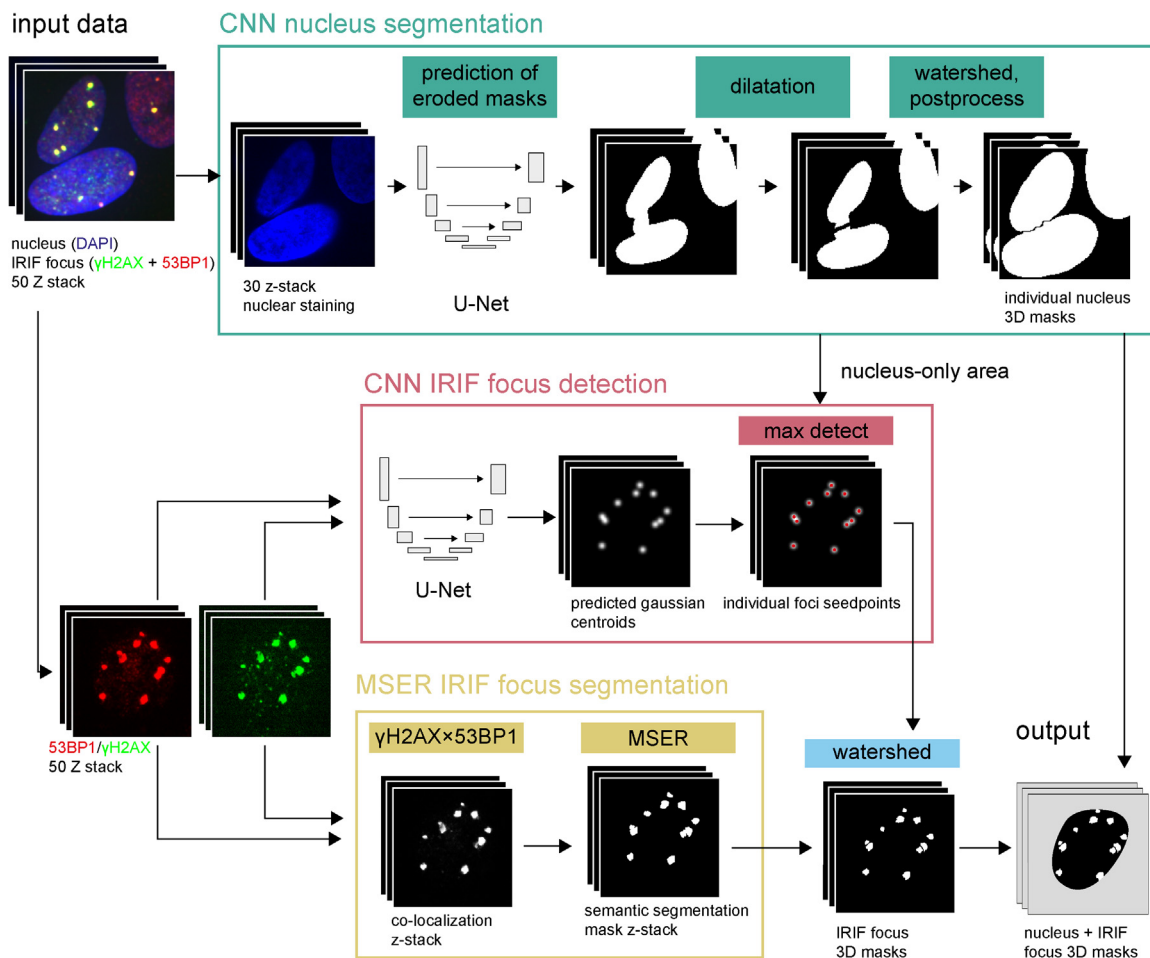 input data
CNN nucleus segmentation
prediction of
eroded masks
dilatation
watershed,
postprocess
nucleus (DAPI)
IRIF focus (γH2AX + 53BP1)
50 Z stack
30 z-stack
nuclear staining
U-Net
individual nucleus
3D masks
nucleus-only area
CNN IRIF focus detection
max detect
U-Net
predicted gaussian
centroids
individual foci seedpoints
53BP1/γH2AX
50 Z stack
MSER IRIF focus segmentation
γH2AX×53BP1
MSER
watershed
output
co-localization
z-stack
semantic segmentation
mask z-stack
IRIF focus
3D masks
nucleus + IRIF
focus 3D masks